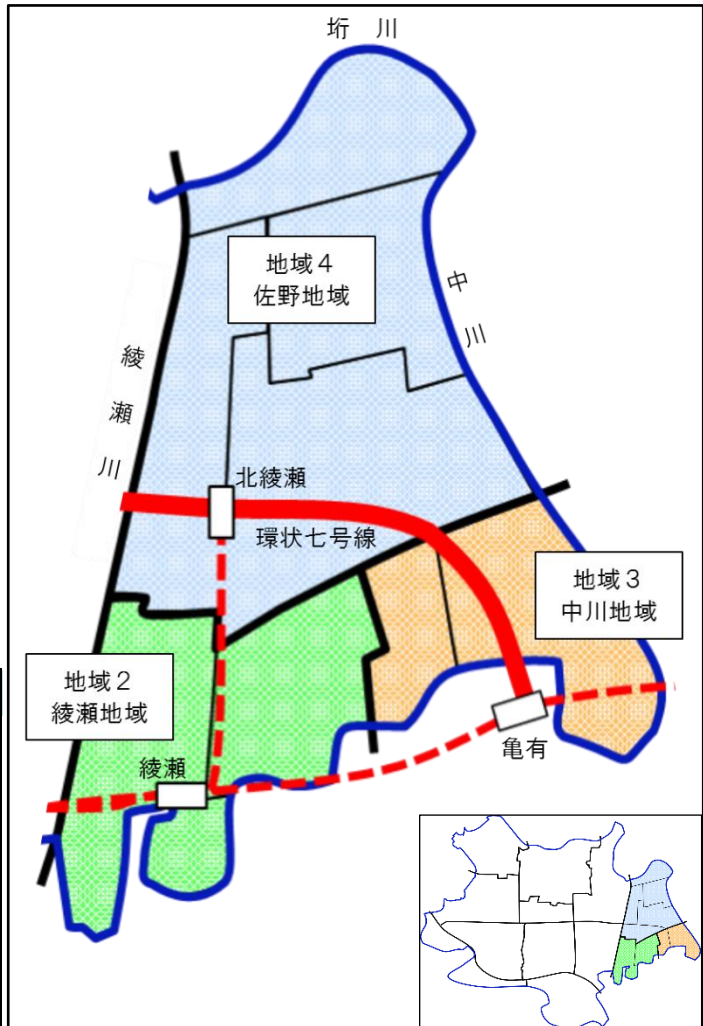 垳　川
地域４
佐野地域
中
川
綾
瀬
川
北綾瀬
環状七号線
地域３
中川地域
地域２
綾瀬地域
亀有
綾瀬